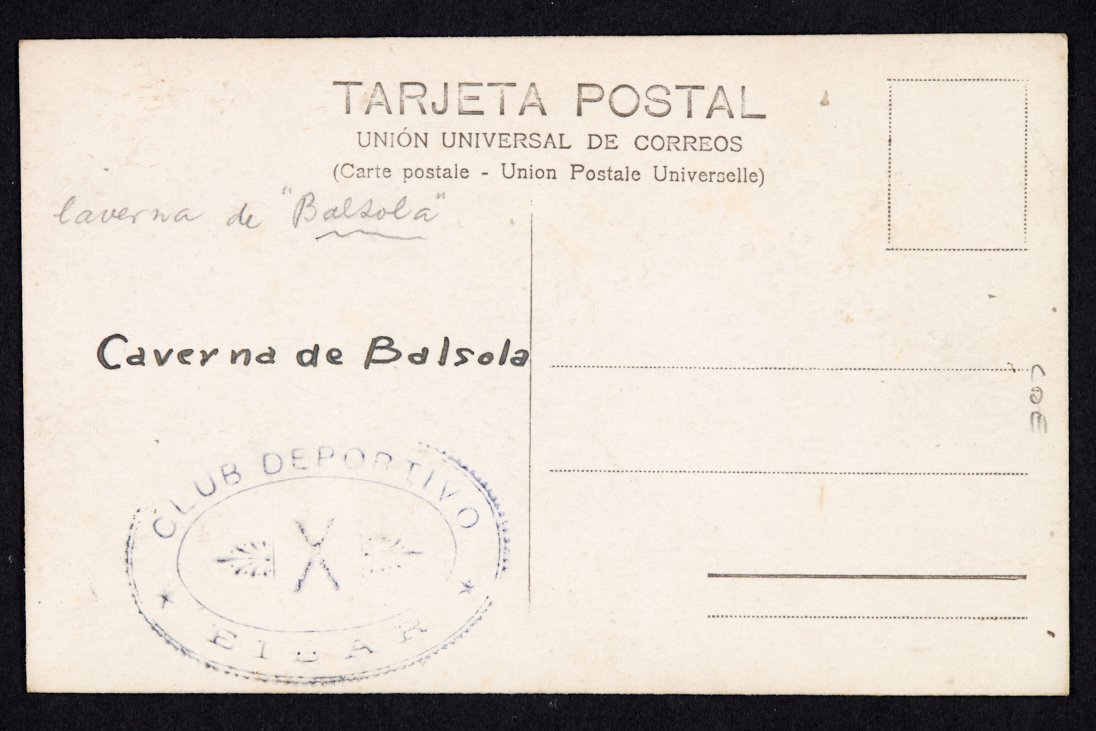 TARJETA POSTAL
UNIÓN UNIVERSAL DE CORREOS
(Carte postale - Union Postale Universelle)
Caverna de "Balsola"
Caverna de Balsola
CLUB DEPORTIVO
EIBAR